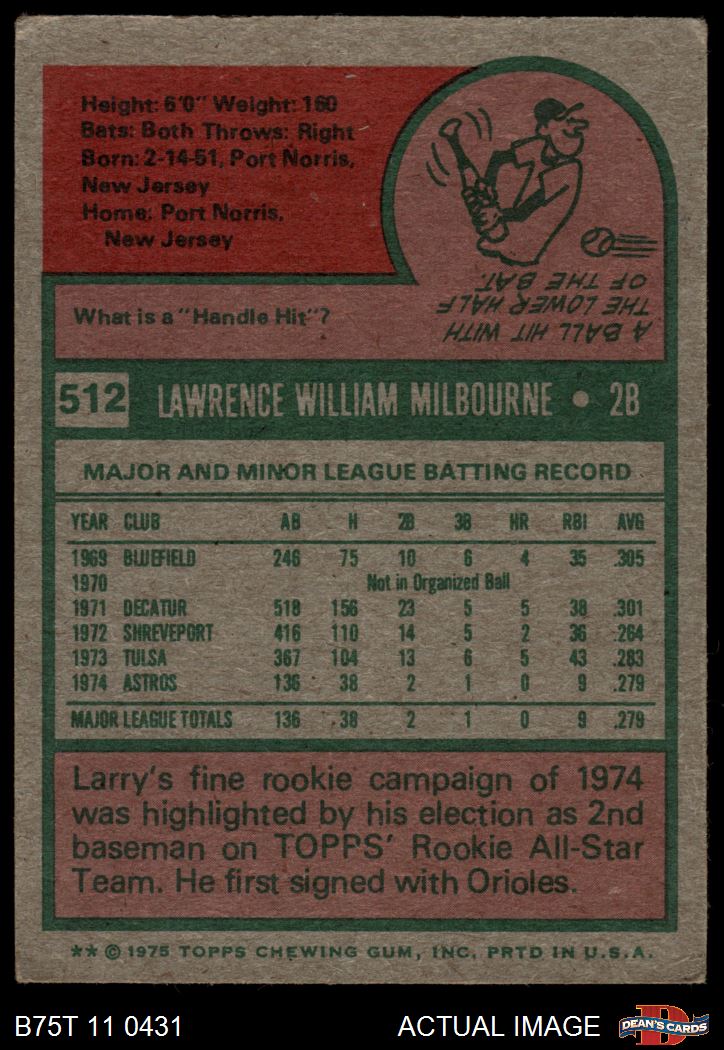 Height: 6'0" Weight: 160
Bats: Both Throws: Right
Born: 2-14-51, Port Norris,
New Jersey
Home: Port Norris,
New Jersey
What is a "Handle Hit"?
A BALL HIT WITH
THE LOWER HALF
OF THE BAT.
512 LAWRENCE WILLIAM MILBOURNE • 2B
MAJOR AND MINOR LEAGUE BATTING RECORD
YEAR CLUB AB H 2B 3B HR RBI AVG
1969 BLUEFIELD 246 75 10 6 4 35 .305
1970 Not in Organized Ball
1971 DECATUR 518 156 23 5 5 38 .301
1972 SHREVEPORT 416 110 14 5 2 36 .264
1973 TULSA 367 104 13 6 5 43 .283
1974 ASTROS 136 38 2 1 0 9 .279
MAJOR LEAGUE TOTALS 136 38 2 1 0 9 .279
Larry's fine rookie campaign of 1974
was highlighted by his election as 2nd
baseman on TOPPS' Rookie All-Star
Team. He first signed with Orioles.
** © 1975 TOPPS CHEWING GUM, INC. PRTD IN U.S.A.
B75T 11 0431 ACTUAL IMAGE DEAN'S CARDS